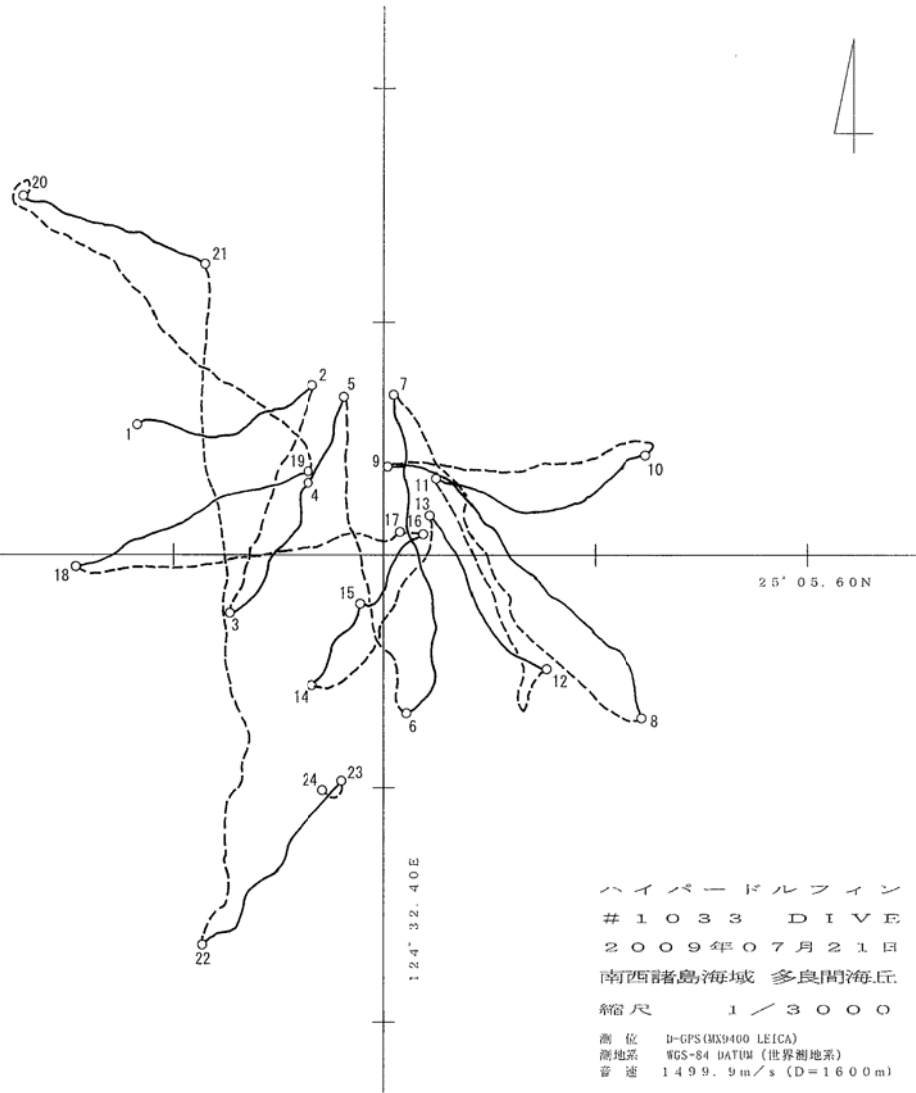 20
21
2
5
7
1
9
10
19
4
11
13
17
16
18
25° 05. 60N
15
3
12
14
6
8
24
23
124° 32. 40E
22
ハイパードルフィン
#1033 DIVE
2009年07月21日
南西諸島海域 多良間海丘
縮尺 1/3000
測 位 D-GPS(MX9400 LEICA)
測地系 WGS-84 DATUM (世界測地系)
音 速 1499. 9m/s (D=1600m)